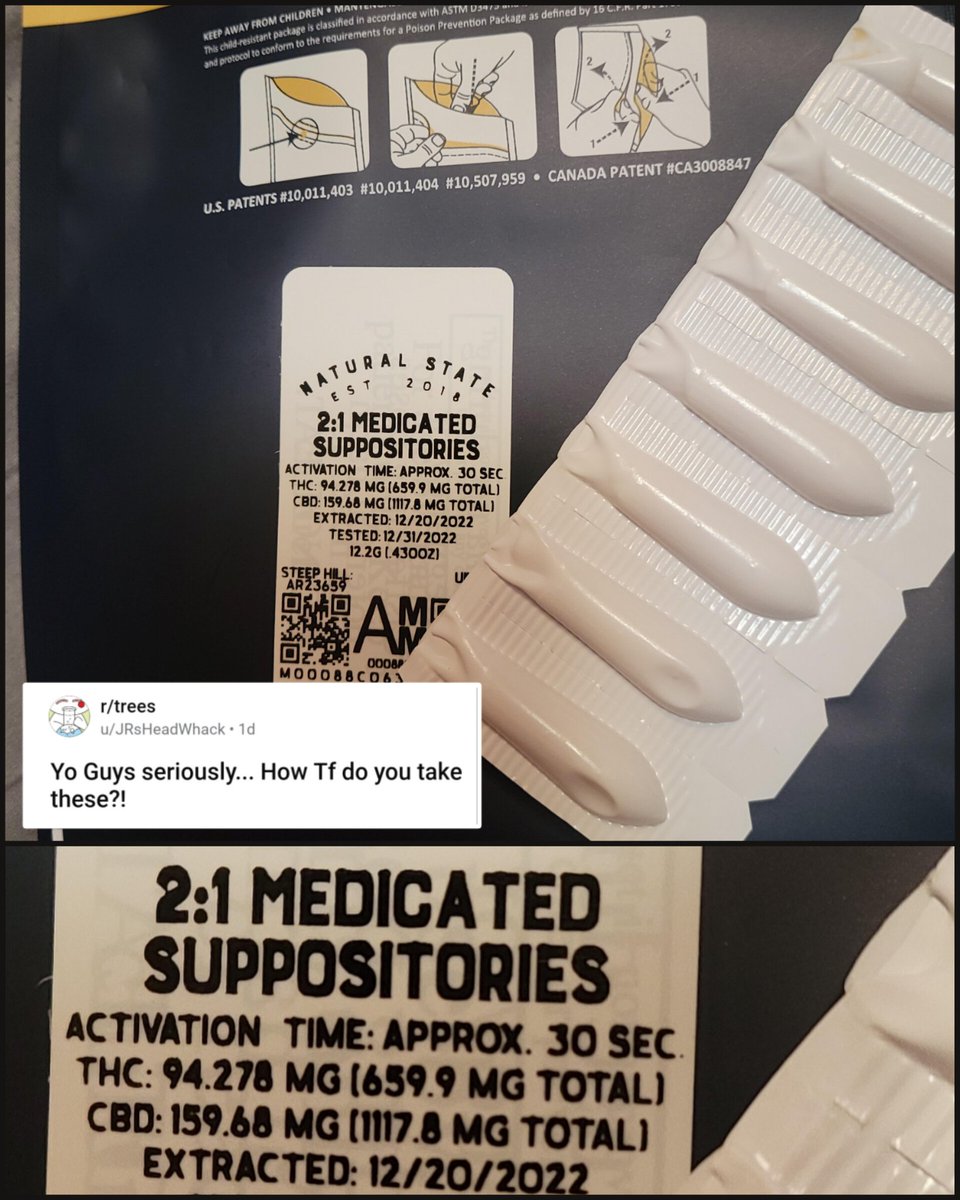 KEEP AWAY FROM CHILDREN •
This child-resistant package is classified in accordance with ASTM D3475
and protocol to conform to the requirements for a Poison Prevention Package as defined by 16 C.F.R.
2
2
1
1
U.S. PATENTS #10,011,403 #10,011,404 #10,507,959 • CANADA PATENT #CA3008847
NATURAL STATE
EST 2018
2:1 MEDICATED
SUPPOSITORIES
ACTIVATION TIME: APPROX. 30 SEC
THC: 94.278 MG (659.9 MG TOTAL)
CBD: 159.68 MG (1117.8 MG TOTAL)
EXTRACTED: 12/20/2022
TESTED: 12/31/2022
12.2G (.430OZ)
STEEP HILL:
AR23659
r/trees
u/JRsHeadWhack • 1d
Yo Guys seriously... How Tf do you take
these?!
2:1 MEDICATED
SUPPOSITORIES
ACTIVATION TIME: APPROX. 30 SEC.
THC: 94.278 MG (659.9 MG TOTAL)
CBD: 159.68 MG (1117.8 MG TOTAL)
EXTRACTED: 12/20/2022